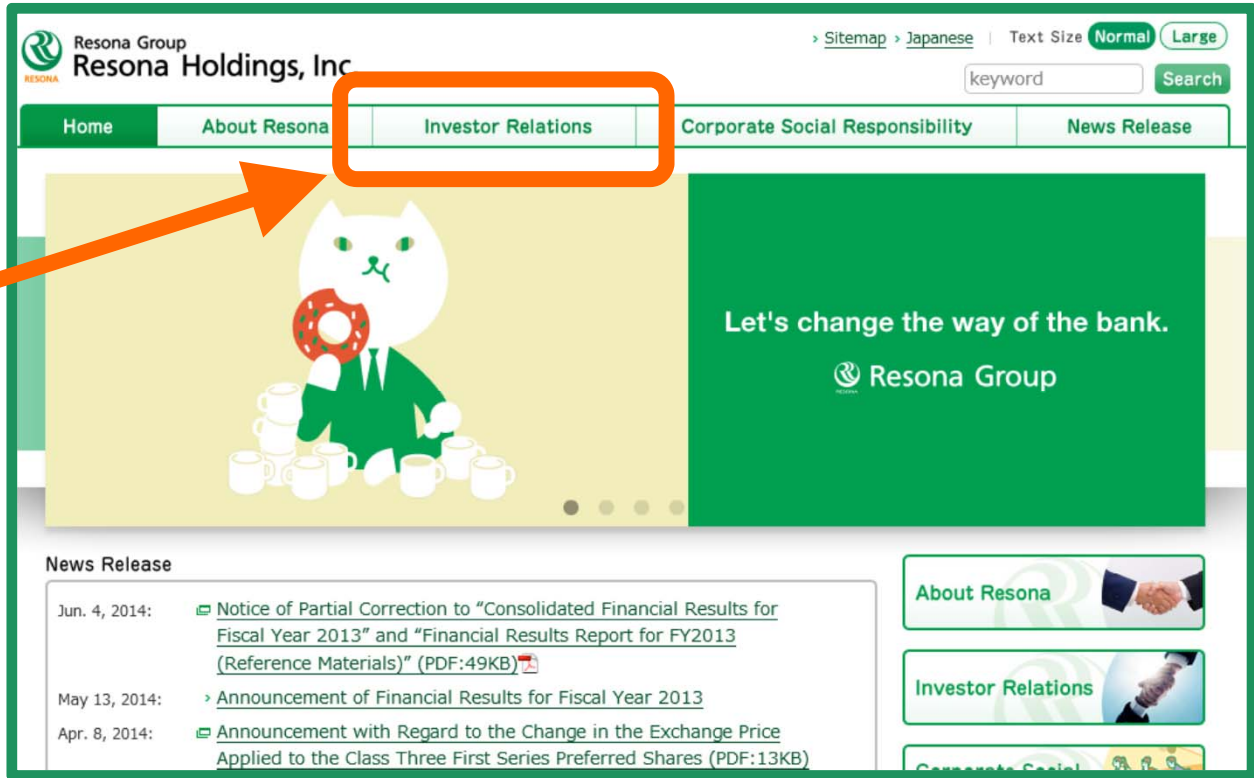 Resona Group
Resona Holdings, Inc
RESONA
› Sitemap › Japanese | Text Size Normal Large
keyword Search
Home About Resona Investor Relations Corporate Social Responsibility News Release
Let's change the way of the bank.
RESONA Resona Group
News Release
Jun. 4, 2014: Notice of Partial Correction to “Consolidated Financial Results for
Fiscal Year 2013” and “Financial Results Report for FY2013
(Reference Materials)” (PDF:49KB)
May 13, 2014: › Announcement of Financial Results for Fiscal Year 2013
Apr. 8, 2014: Announcement with Regard to the Change in the Exchange Price
Applied to the Class Three First Series Preferred Shares (PDF:13KB)
About Resona
Investor Relations
Corporate Social